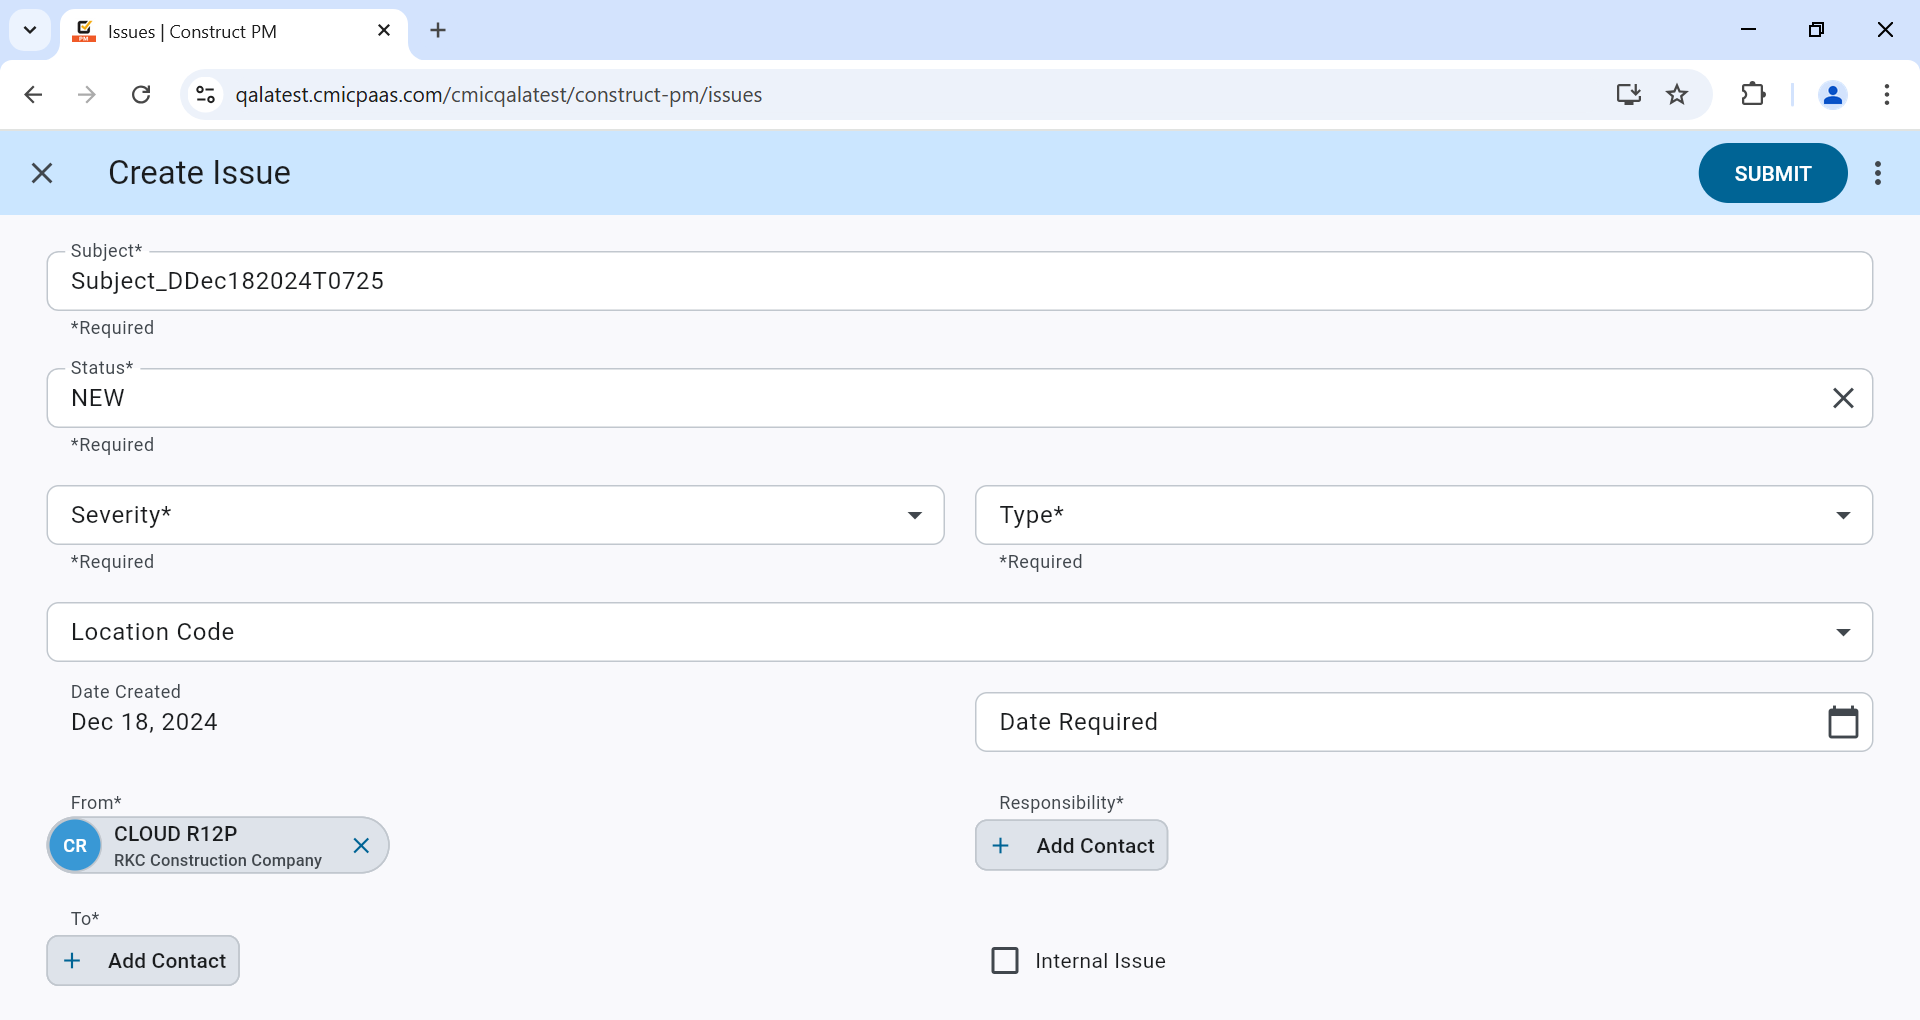 Issues | Construct PM
qalatest.cmicpaas.com/cmicqalatest/construct-pm/issues
Create Issue
SUBMIT
Subject*
Subject_DDec182024T0725
*Required
Status*
NEW
*Required
Severity*
Type*
*Required
*Required
Location Code
Date Created
Dec 18, 2024
Date Required
From*
CR
CLOUD R12P
RKC Construction Company
Responsibility*
Add Contact
To*
Add Contact
Internal Issue